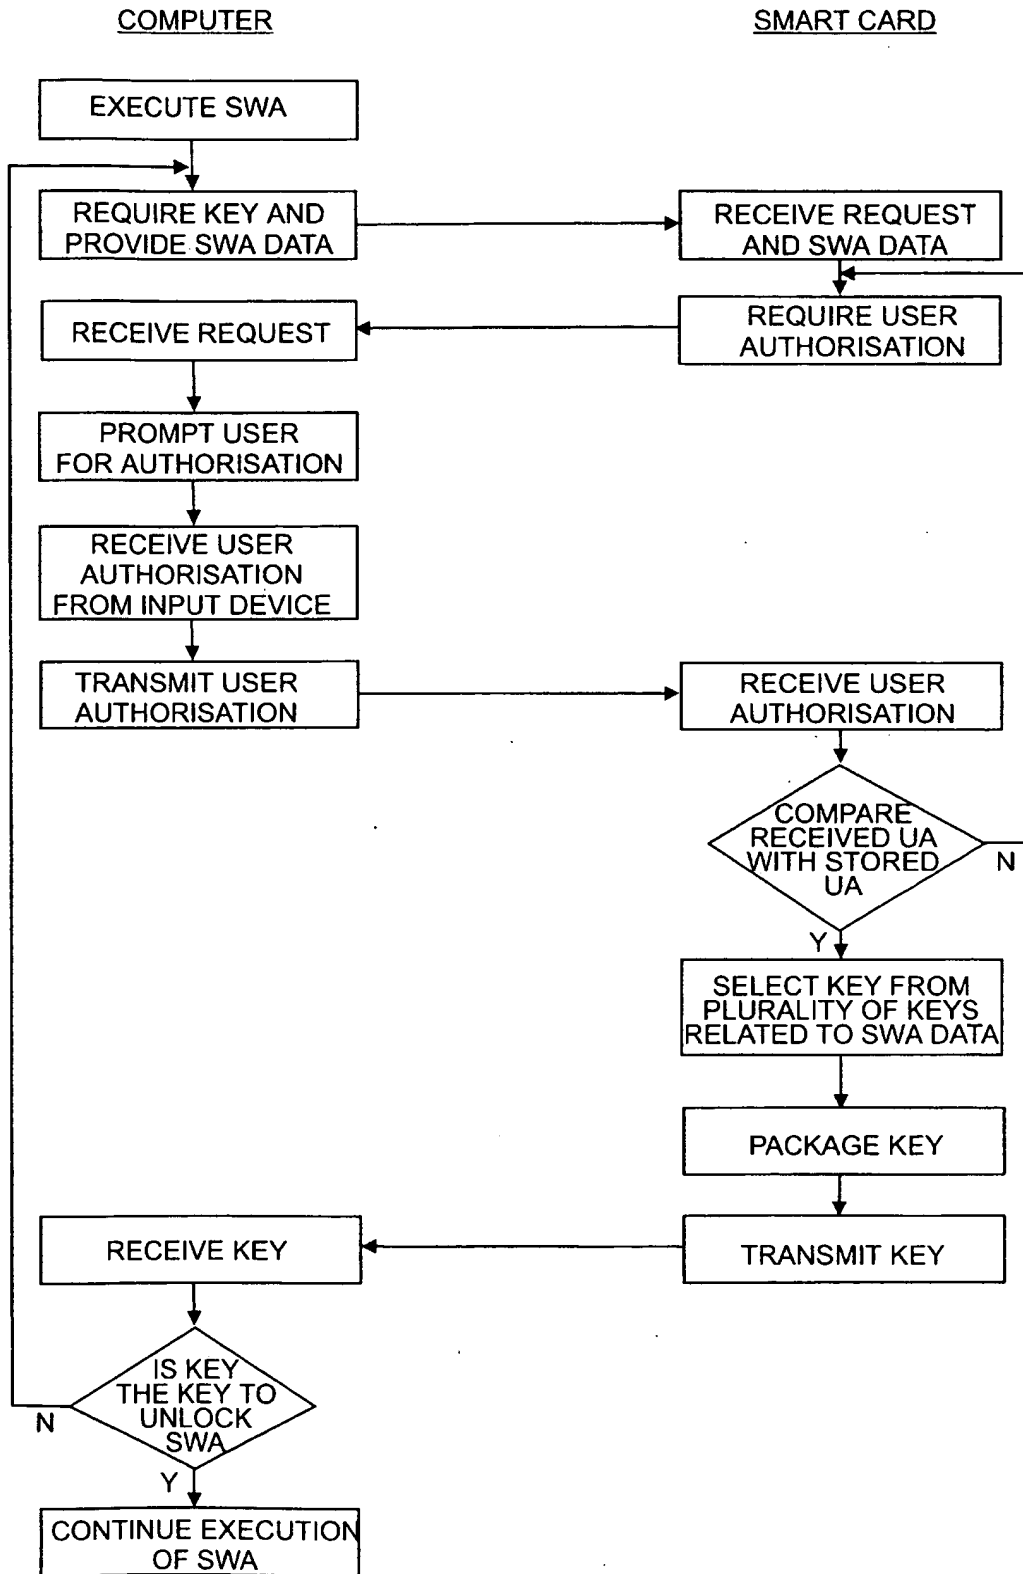 COMPUTER
SMART CARD
EXECUTE SWA
REQUIRE KEY AND
PROVIDE SWA DATA
RECEIVE REQUEST
AND SWA DATA
REQUIRE USER
AUTHORISATION
RECEIVE REQUEST
PROMPT USER
FOR AUTHORISATION
RECEIVE USER
AUTHORISATION
FROM INPUT DEVICE
TRANSMIT USER
AUTHORISATION
RECEIVE USER
AUTHORISATION
COMPARE
RECEIVED UA
WITH STORED
UA
N
Y
SELECT KEY FROM
PLURALITY OF KEYS
RELATED TO SWA DATA
PACKAGE KEY
TRANSMIT KEY
RECEIVE KEY
IS KEY
THE KEY TO
UNLOCK
SWA
N
Y
CONTINUE EXECUTION
OF SWA